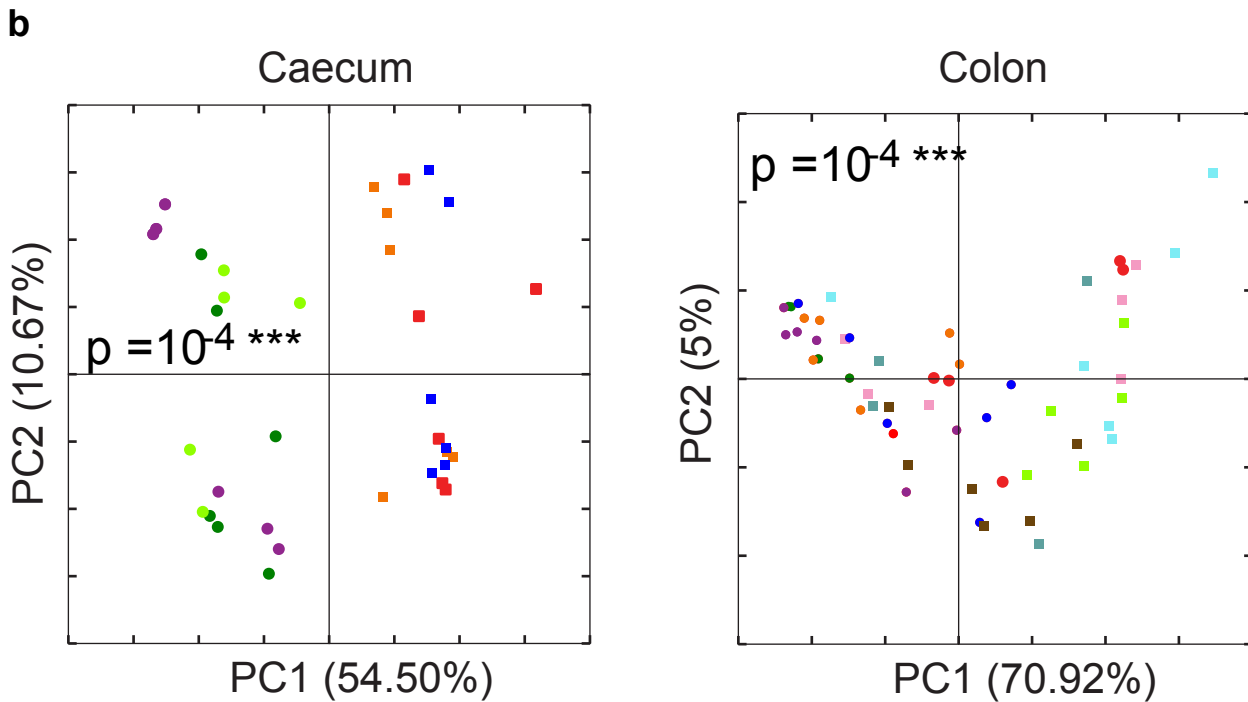 b
Caecum
Colon
p =10-4 ***
p =10-4 ***
PC2 (10.67%)
PC2 (5%)
PC1 (54.50%)
PC1 (70.92%)